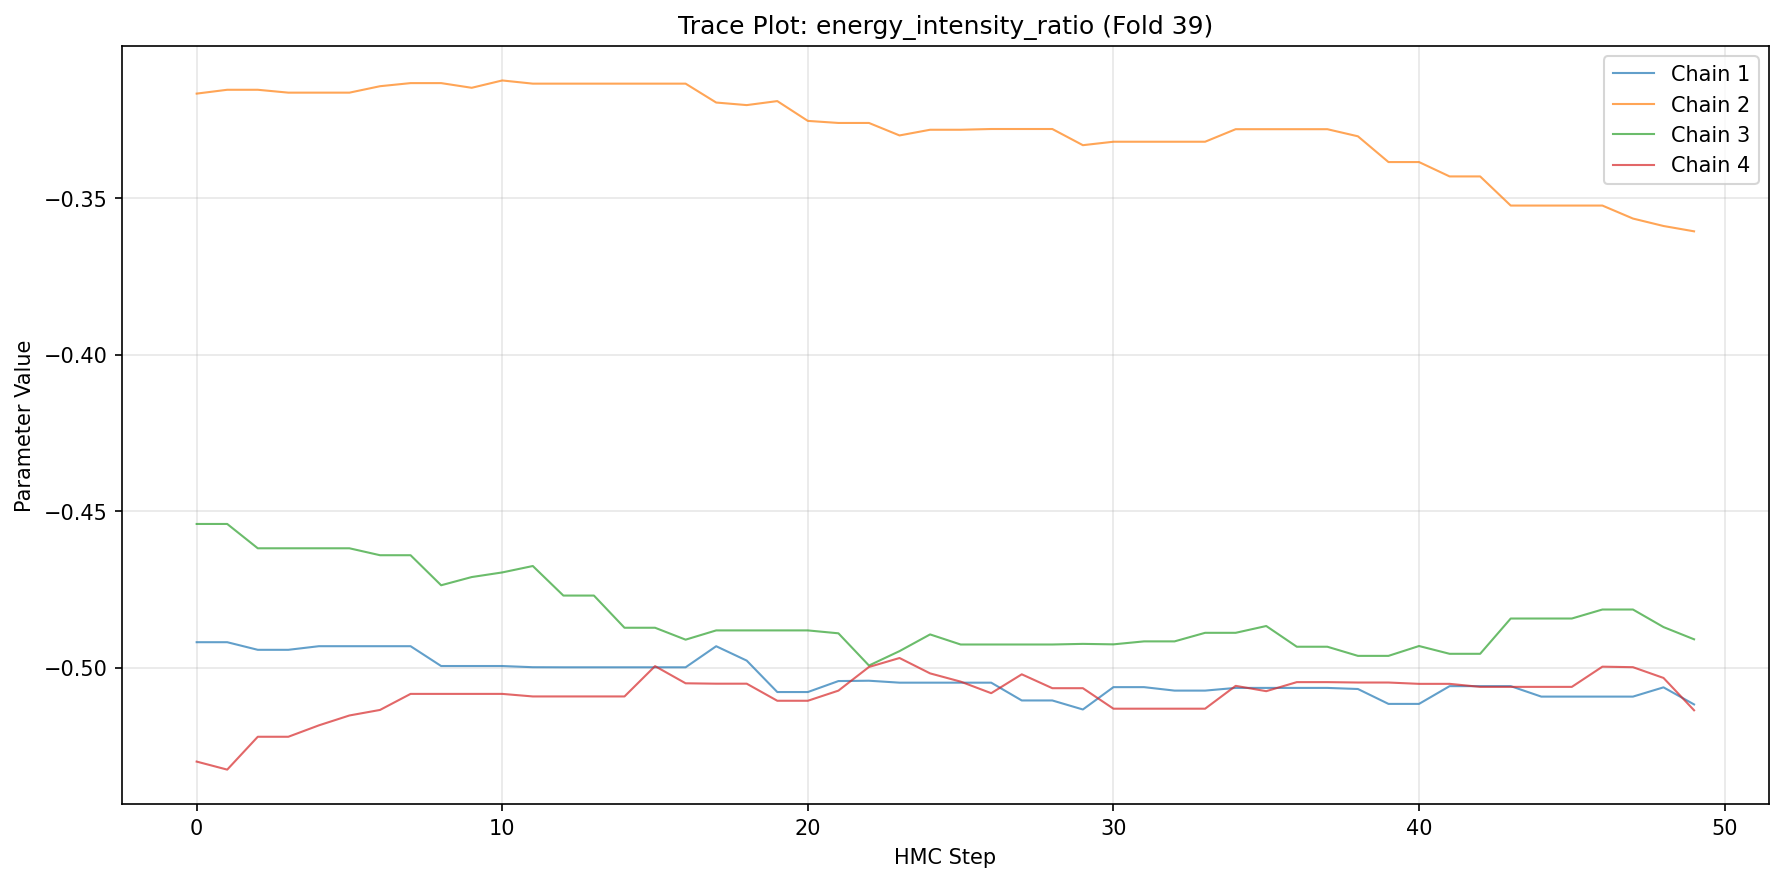 Trace Plot: energy_intensity_ratio (Fold 39)
Chain 1
Chain 2
Chain 3
Chain 4
−0.35
−0.40
−0.45
−0.50
Parameter Value
0 10 20 30 40 50
HMC Step